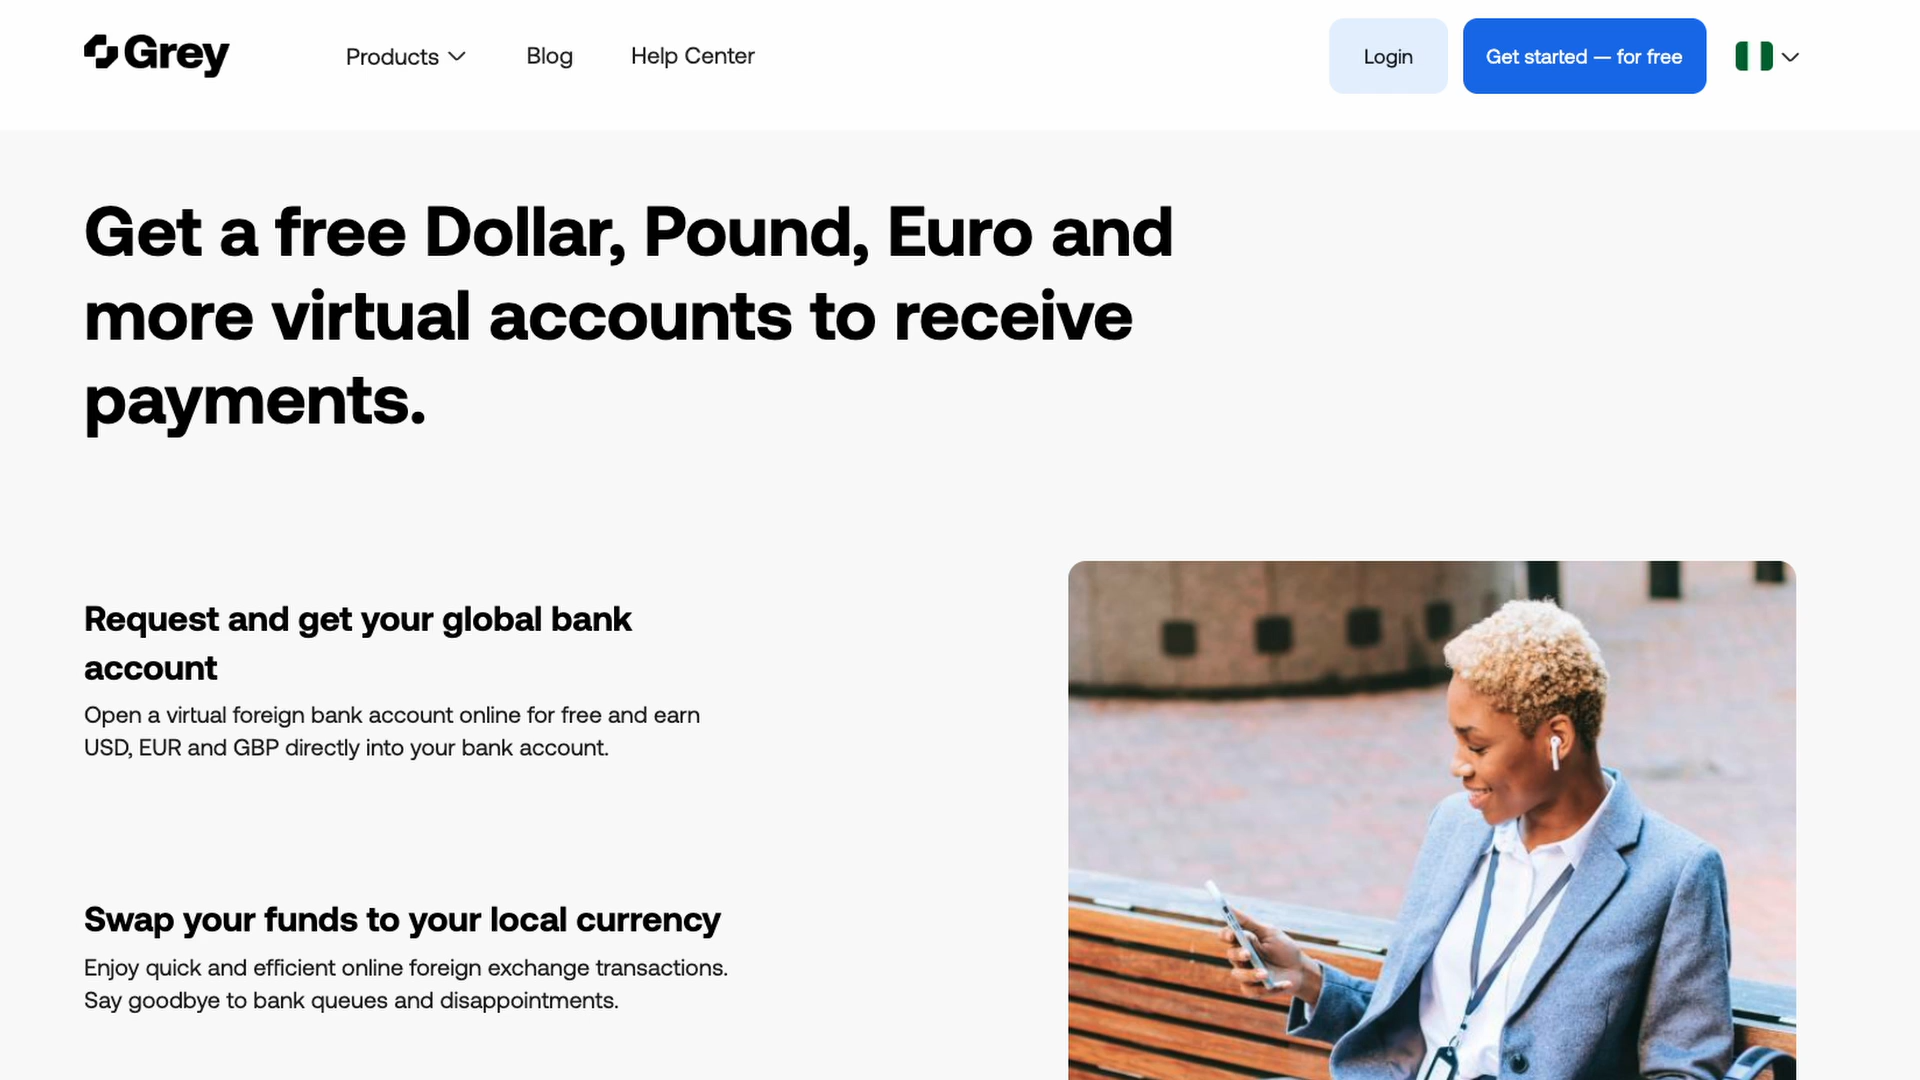 Grey
Products
Blog
Help Center
Login
Get started — for free
Get a free Dollar, Pound, Euro and
more virtual accounts to receive
payments.
Request and get your global bank
account
Open a virtual foreign bank account online for free and earn
USD, EUR and GBP directly into your bank account.
Swap your funds to your local currency
Enjoy quick and efficient online foreign exchange transactions.
Say goodbye to bank queues and disappointments.